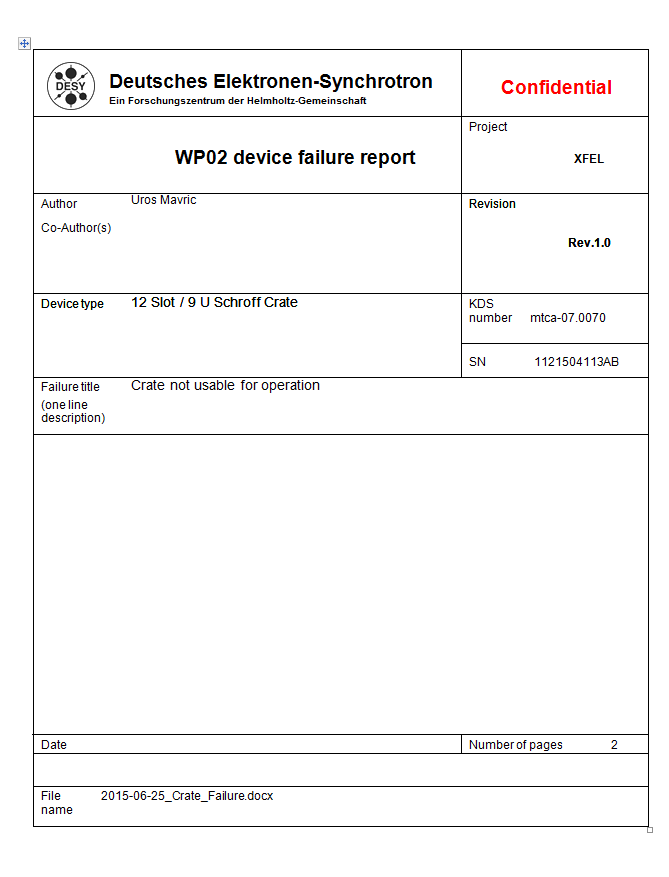 DESY
Deutsches Elektronen-Synchrotron
Ein Forschungszentrum der Helmholtz-Gemeinschaft
Confidential
WP02 device failure report
Project
XFEL
Author Uros Mavric
Co-Author(s)
Revision
Rev.1.0
Device type 12 Slot / 9 U Schroff Crate
KDS
number mtca-07.0070
SN 1121504113AB
Failure title Crate not usable for operation
(one line
description)
Date
Number of pages 2
File 2015-06-25_Crate_Failure.docx
name